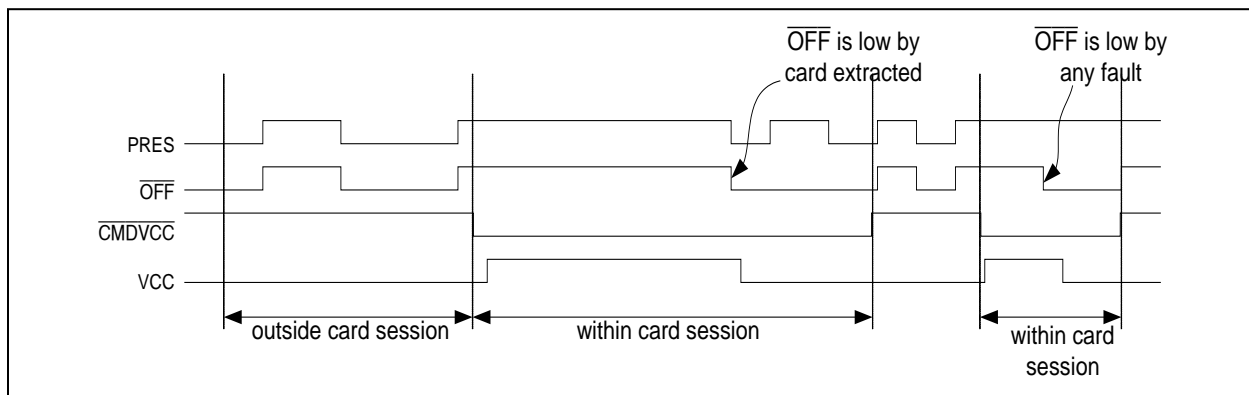 OFF is low by
card extracted
OFF is low by
any fault
PRES
OFF
CMDVCC
VCC
outside card session
within card session
within card
session